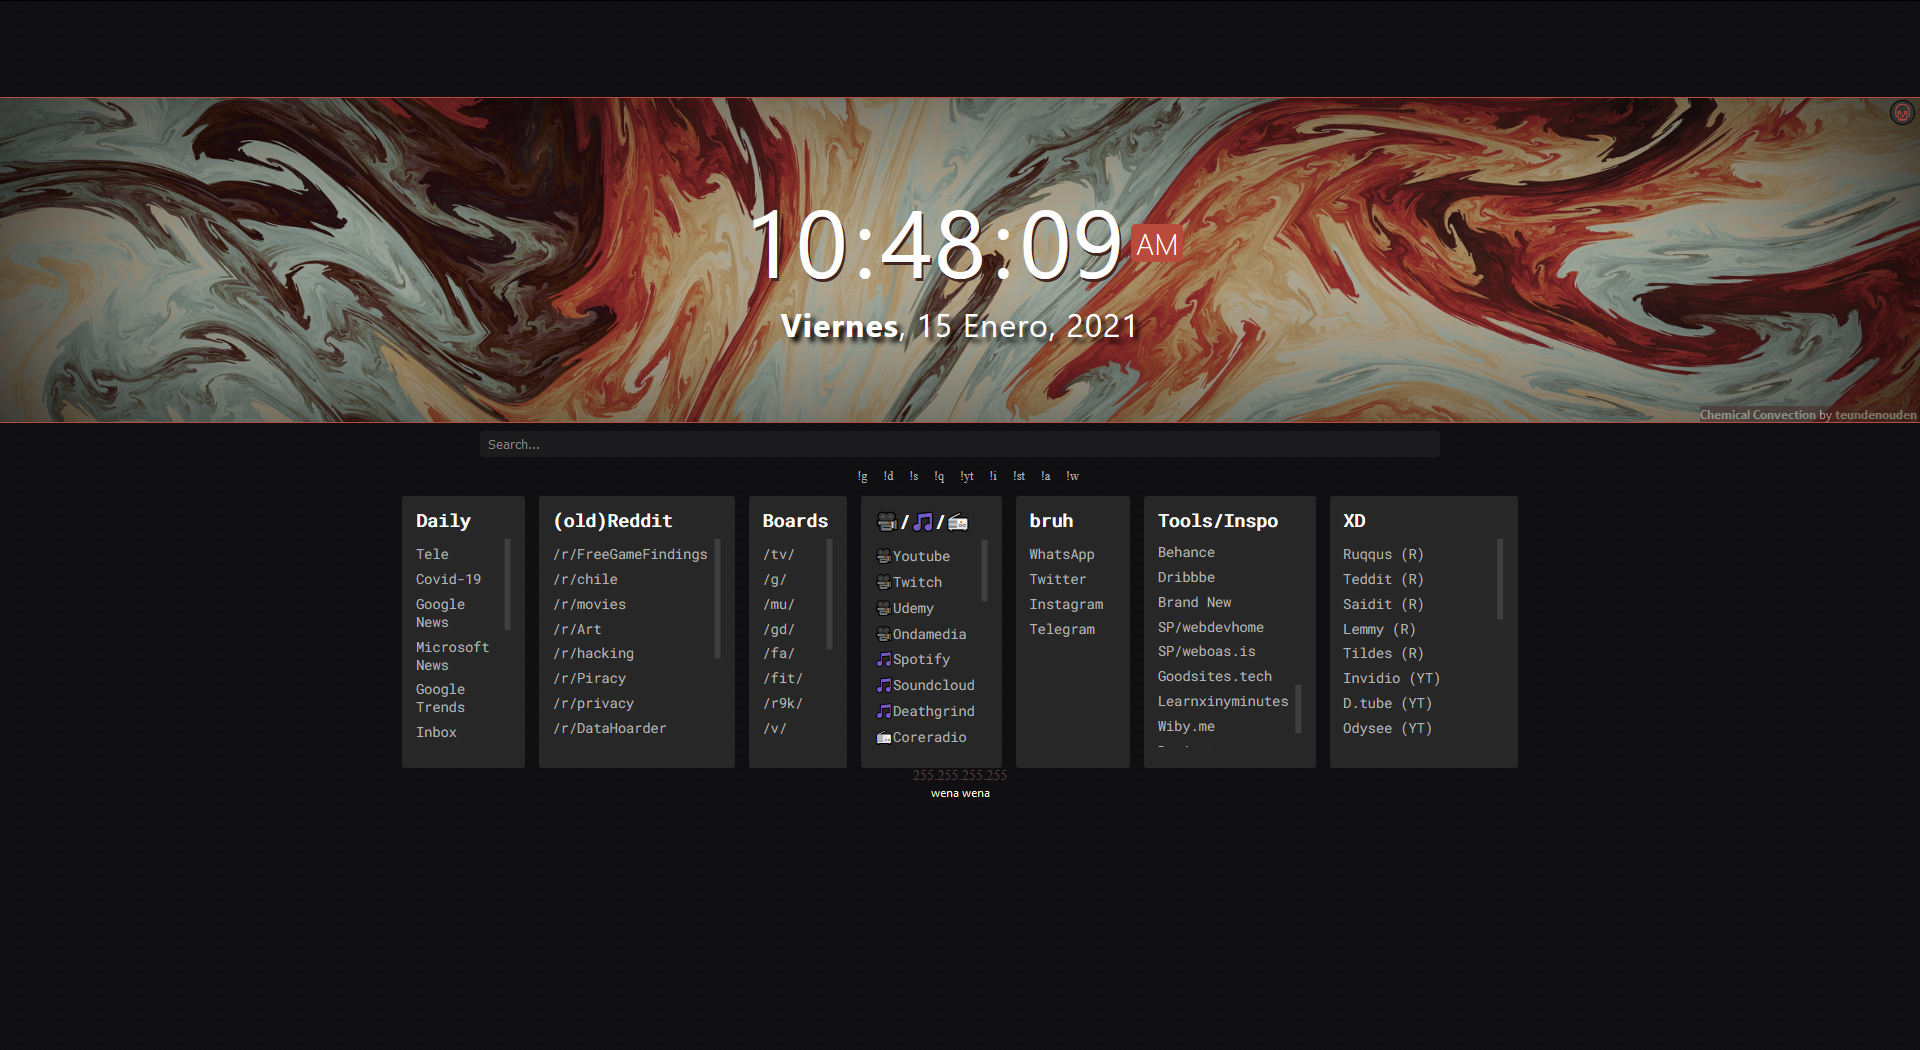 10:48:09 AM
Viernes, 15 Enero, 2021
Chemical Convection by teundenouden
Search...
!g !d !s !q !yt !i !st !a !w
Daily
Tele
Covid-19
Google
News
Microsoft
News
Google
Trends
Inbox
(old)Reddit
/r/FreeGameFindings
/r/chile
/r/movies
/r/Art
/r/hacking
/r/Piracy
/r/privacy
/r/DataHoarder
Boards
/tv/
/g/
/mu/
/gd/
/fa/
/fit/
/r9k/
/v/
🎥/🎵/📻
🎥Youtube
🎥Twitch
🎥Udemy
🎥Ondamedia
🎵Spotify
🎵Soundcloud
🎵Deathgrind
📻Coreradio
bruh
WhatsApp
Twitter
Instagram
Telegram
Tools/Inspo
Behance
Dribbbe
Brand New
SP/webdevhome
SP/weboas.is
Goodsites.tech
Learnxinyminutes
Wiby.me
XD
Ruqqus (R)
Teddit (R)
Saidit (R)
Lemmy (R)
Tildes (R)
Invidio (YT)
D.tube (YT)
Odysee (YT)
255.255.255.255
wena wena